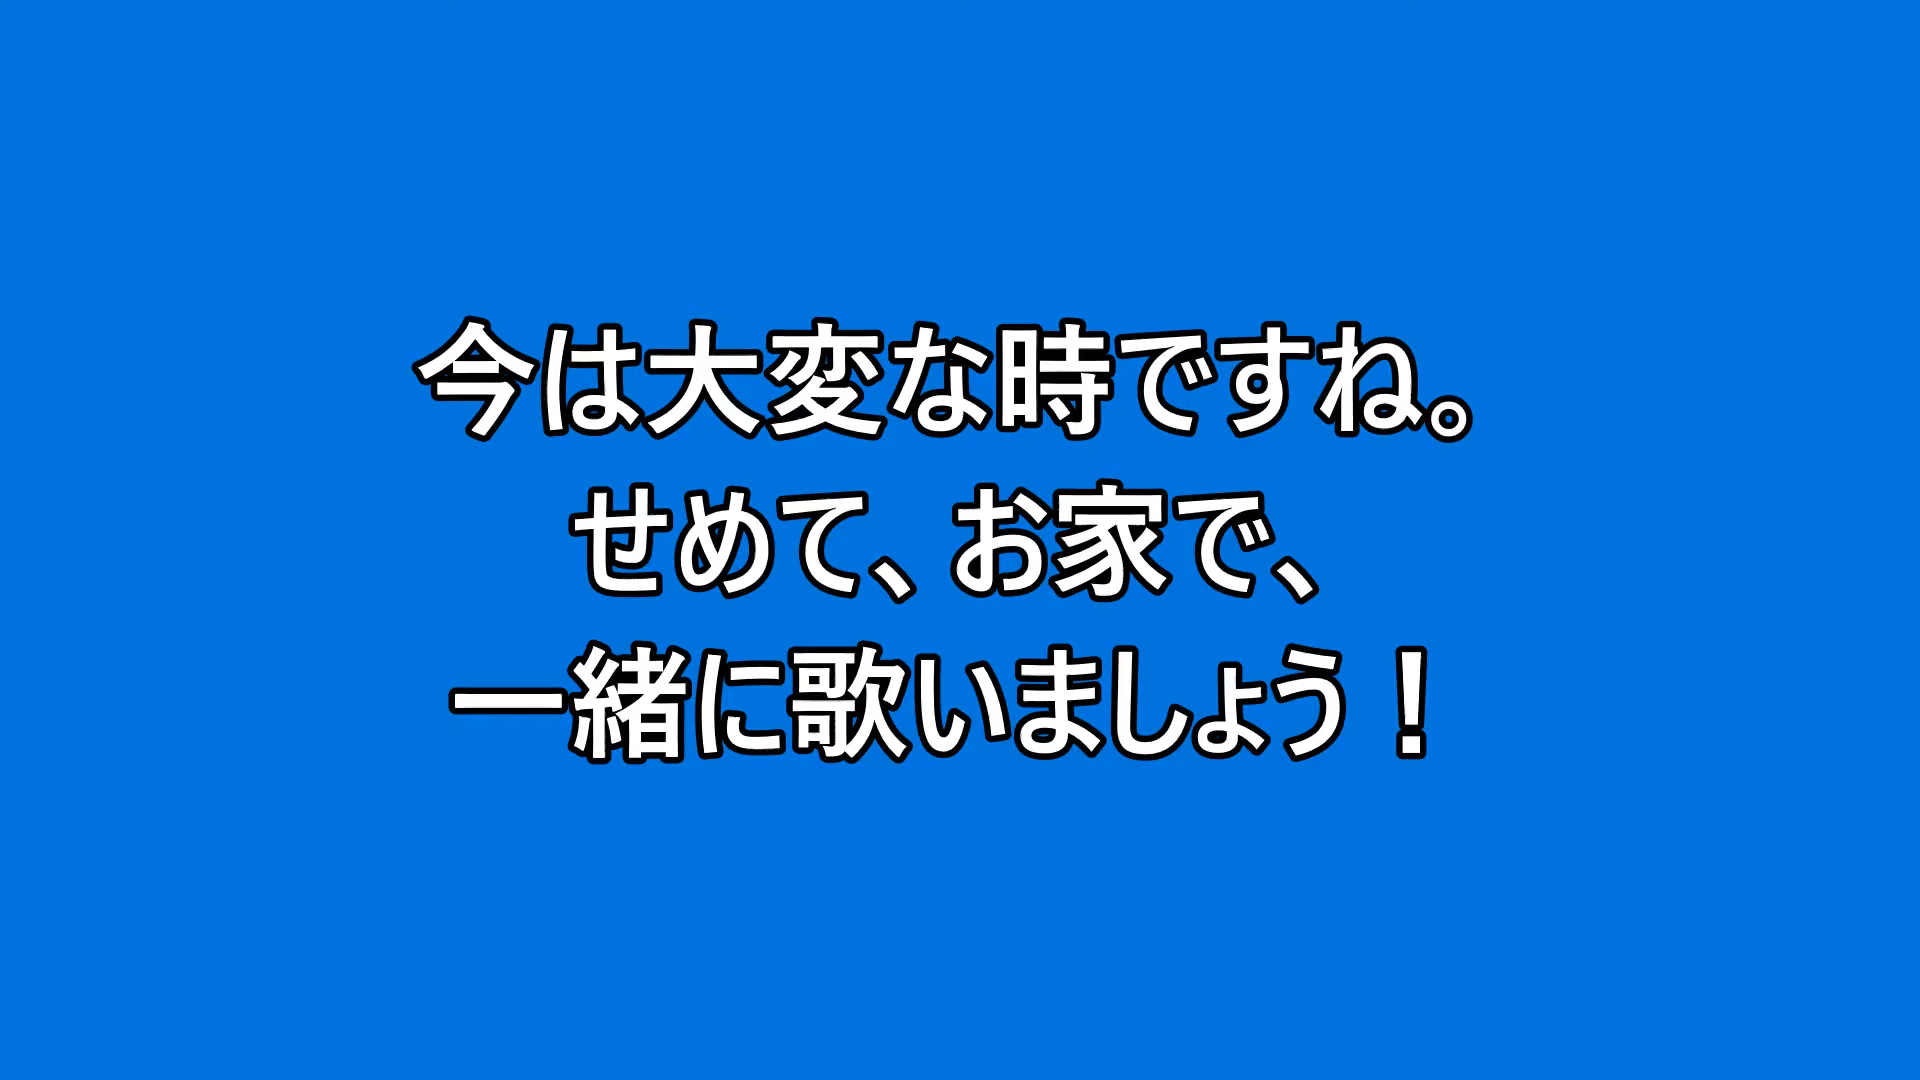 今は大変な時ですね。
せめて、お家で、
一緒に歌いましょう！